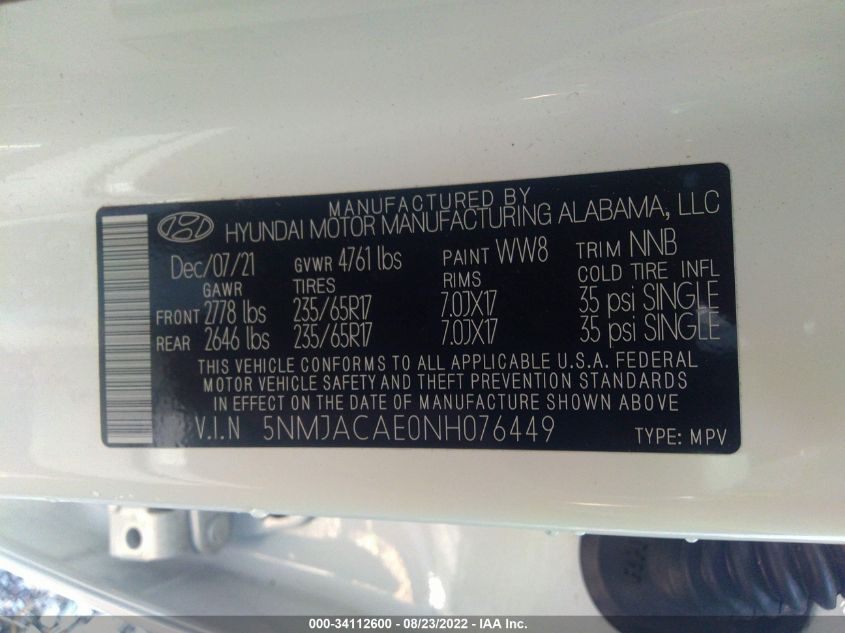 MANUFACTURED BY
HYUNDAI MOTOR MANUFACTURING ALABAMA, LLC
Dec/07/21 GVWR 4761 lbs PAINT WW8 TRIM NNB
GAWR TIRES RIMS COLD TIRE INFL
FRONT 2778 lbs 235/65R17 7.0JX17 35 psi SINGLE
REAR 2646 lbs 235/65R17 7.0JX17 35 psi SINGLE
THIS VEHICLE CONFORMS TO ALL APPLICABLE U.S.A. FEDERAL
MOTOR VEHICLE SAFETY AND THEFT PREVENTION STANDARDS
IN EFFECT ON THE DATE OF MANUFACTURE SHOWN ABOVE
V.I.N 5NMJACAE0NH076449 TYPE: MPV
000-34112600 - 08/23/2022 - IAA Inc.